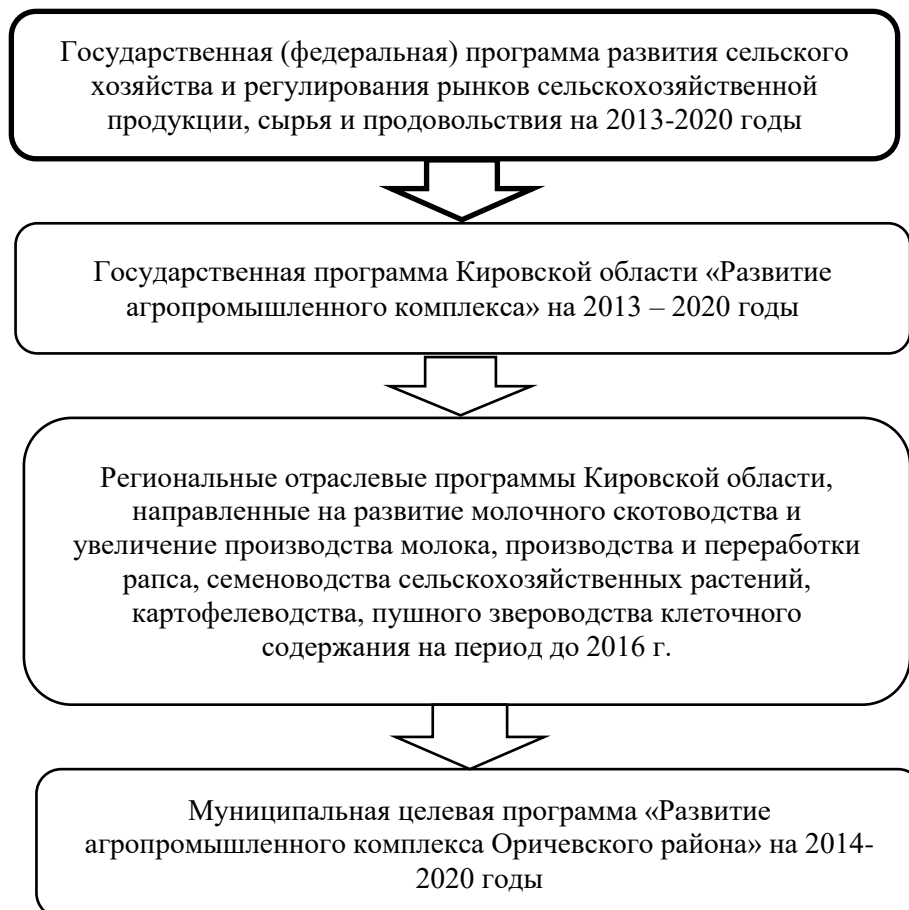 Государственная (федеральная) программа развития сельского
хозяйства и регулирования рынков сельскохозяйственной
продукции, сырья и продовольствия на 2013-2020 годы
Государственная программа Кировской области «Развитие
агропромышленного комплекса» на 2013 – 2020 годы
Региональные отраслевые программы Кировской области,
направленные на развитие молочного скотоводства и
увеличение производства молока, производства и переработки
рапса, семеноводства сельскохозяйственных растений,
картофелеводства, пушного звероводства клеточного
содержания на период до 2016 г.
Муниципальная целевая программа «Развитие
агропромышленного комплекса Оричевского района» на 2014-
2020 годы